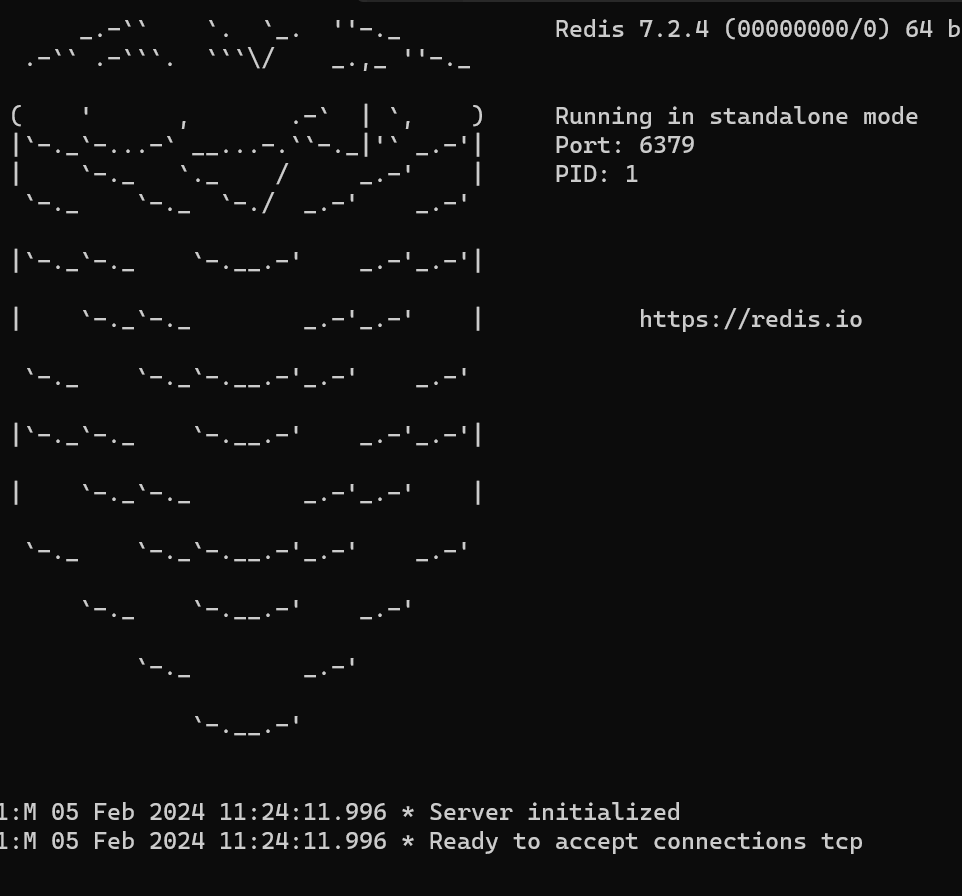 Redis 7.2.4 (00000000/0) 64 b
Running in standalone mode
Port: 6379
PID: 1
https://redis.io
1:M 05 Feb 2024 11:24:11.996 * Server initialized
1:M 05 Feb 2024 11:24:11.996 * Ready to accept connections tcp